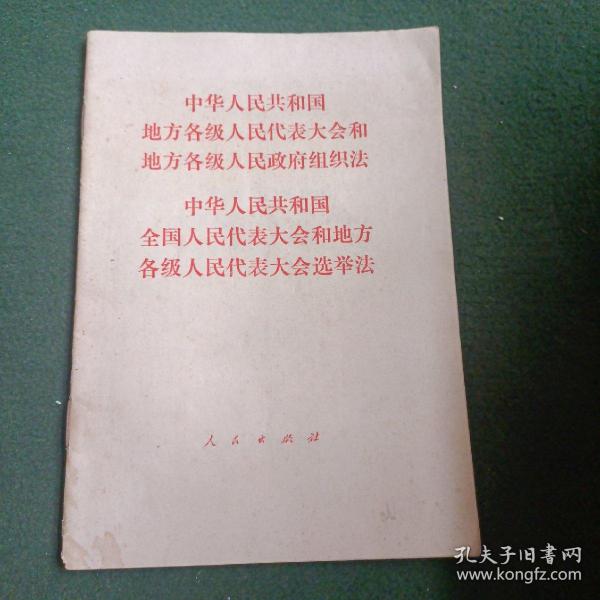 中华人民共和国
地方各级人民代表大会和
地方各级人民政府组织法
中华人民共和国
全国人民代表大会和地方
各级人民代表大会选举法
人民出版社
孔夫子旧書网
www.kongfz.com